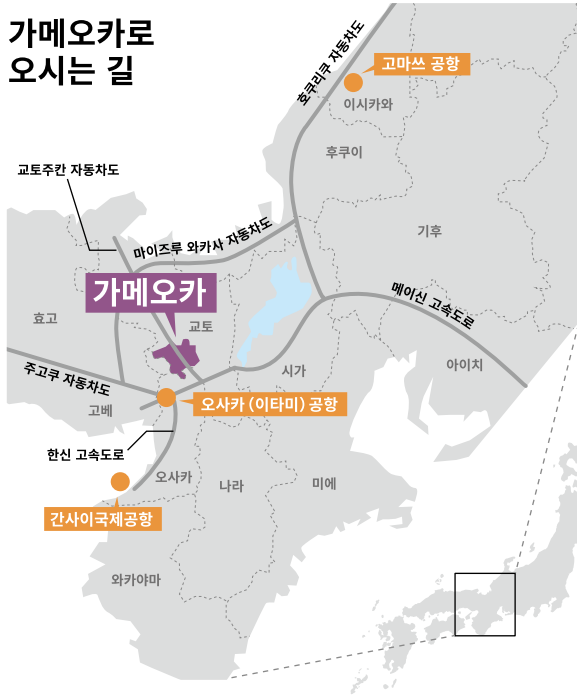 가메오카로
오시는 길
호쿠리쿠 자동차도
고마쓰 공항
이시카와
후쿠이
교토주칸 자동차도
마이즈루 와카사 자동차도
기후
가메오카
메이신 고속도로
효고
교토
시가
아이치
주고쿠 자동차도
고베
오사카 (이타미) 공항
한신 고속도로
오사카
나라
미에
간사이국제공항
와카야마